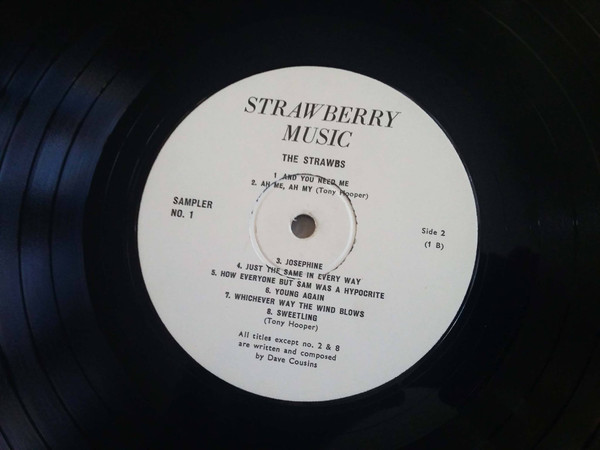 STRAWBERRY
MUSIC
THE STRAWBS
1 AND YOU NEED ME
2. AH ME, AH MY (Tony Hooper)
SAMPLER
NO. 1
Side 2
(1 B)
3. JOSEPHINE
4. JUST THE SAME IN EVERY WAY
5. HOW EVERYONE BUT SAM WAS A HYPOCRITE
6. YOUNG AGAIN
7. WHICHEVER WAY THE WIND BLOWS
8. SWEETLING
(Tony Hooper)
All titles except no. 2 & 8
are written and composed
by Dave Cousins